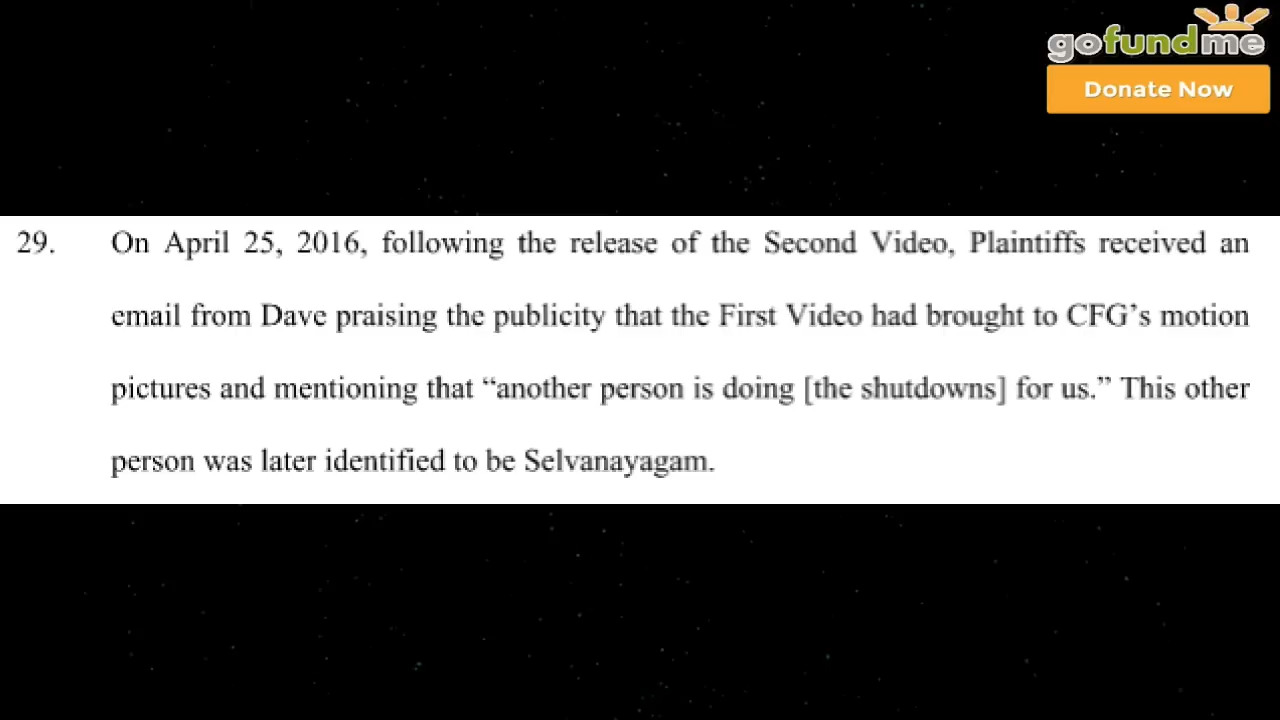 gofundme
Donate Now
29. On April 25, 2016, following the release of the Second Video, Plaintiffs received an
email from Dave praising the publicity that the First Video had brought to CFG's motion
pictures and mentioning that “another person is doing [the shutdowns] for us.” This other
person was later identified to be Selvanayagam.